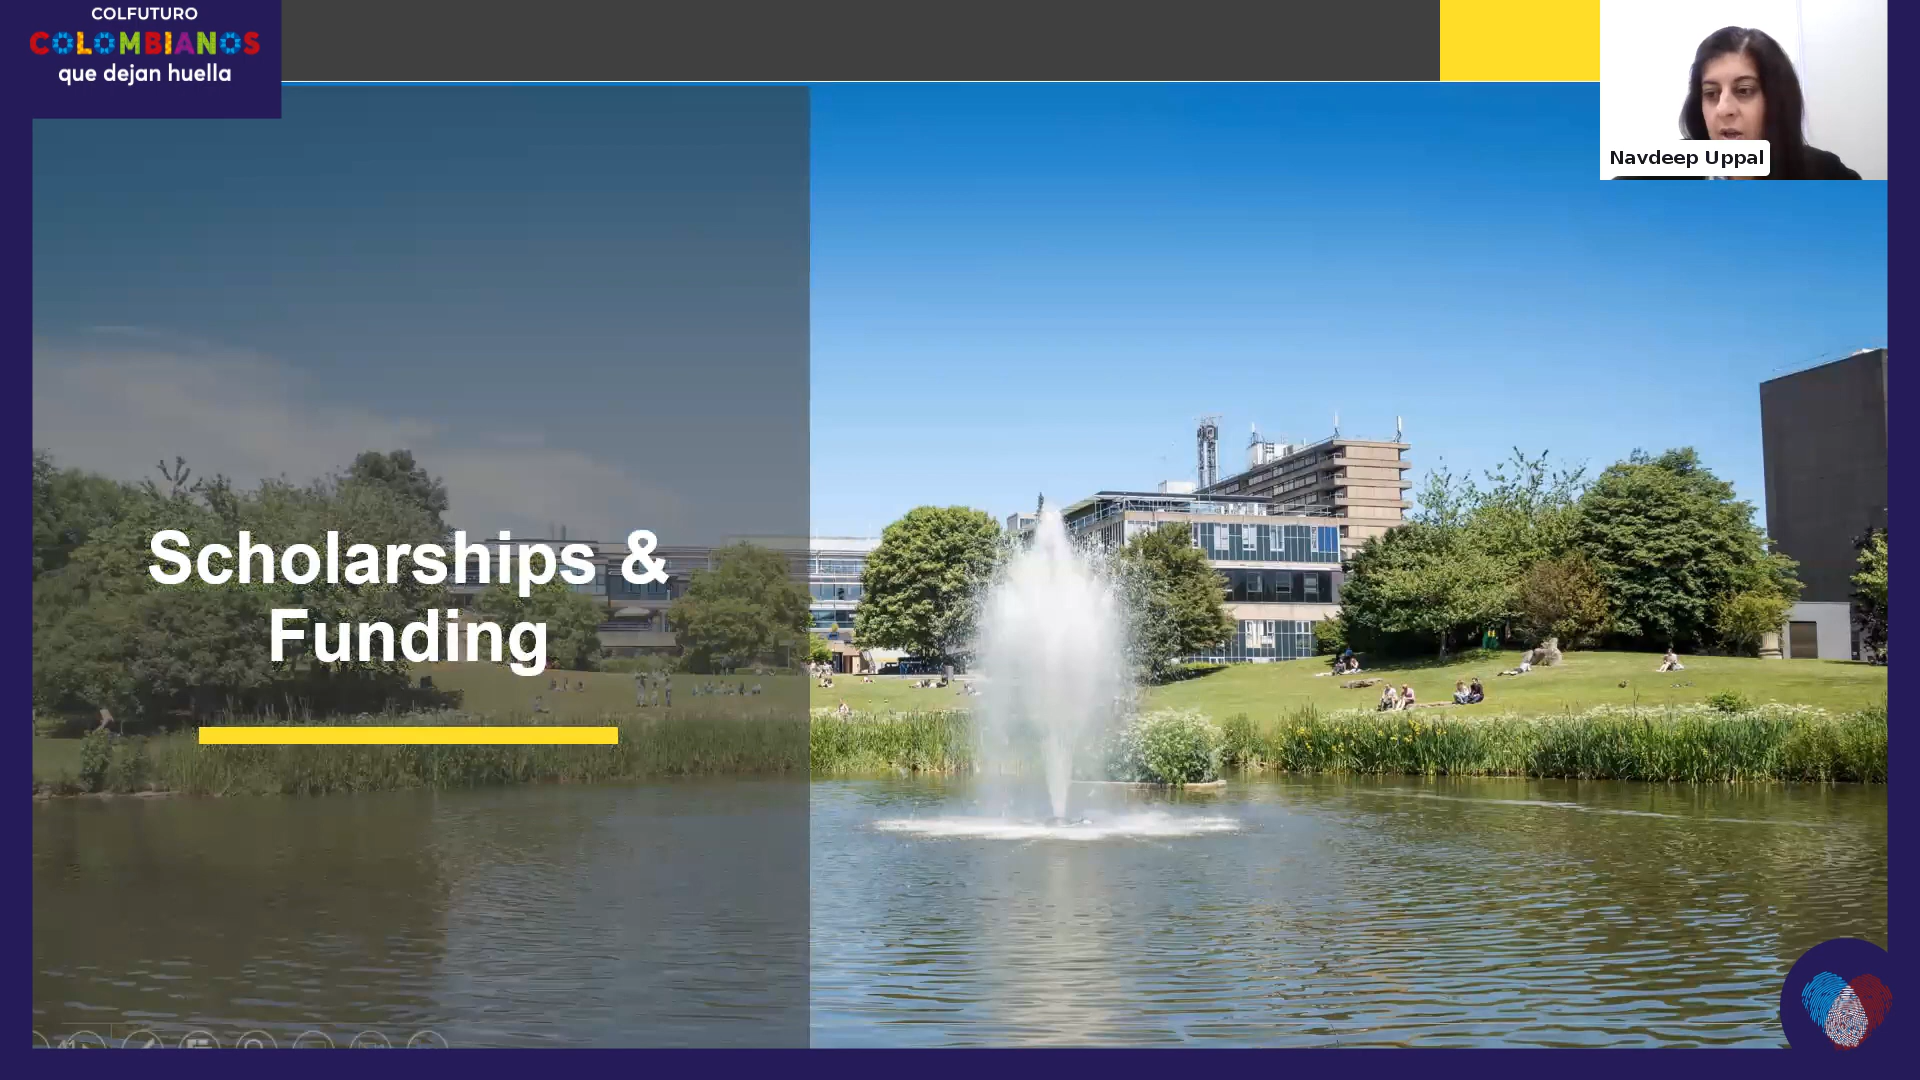 COLFUTURO
COLOMBIANOS
que dejan huella
Navdeep Uppal
Scholarships &
Funding